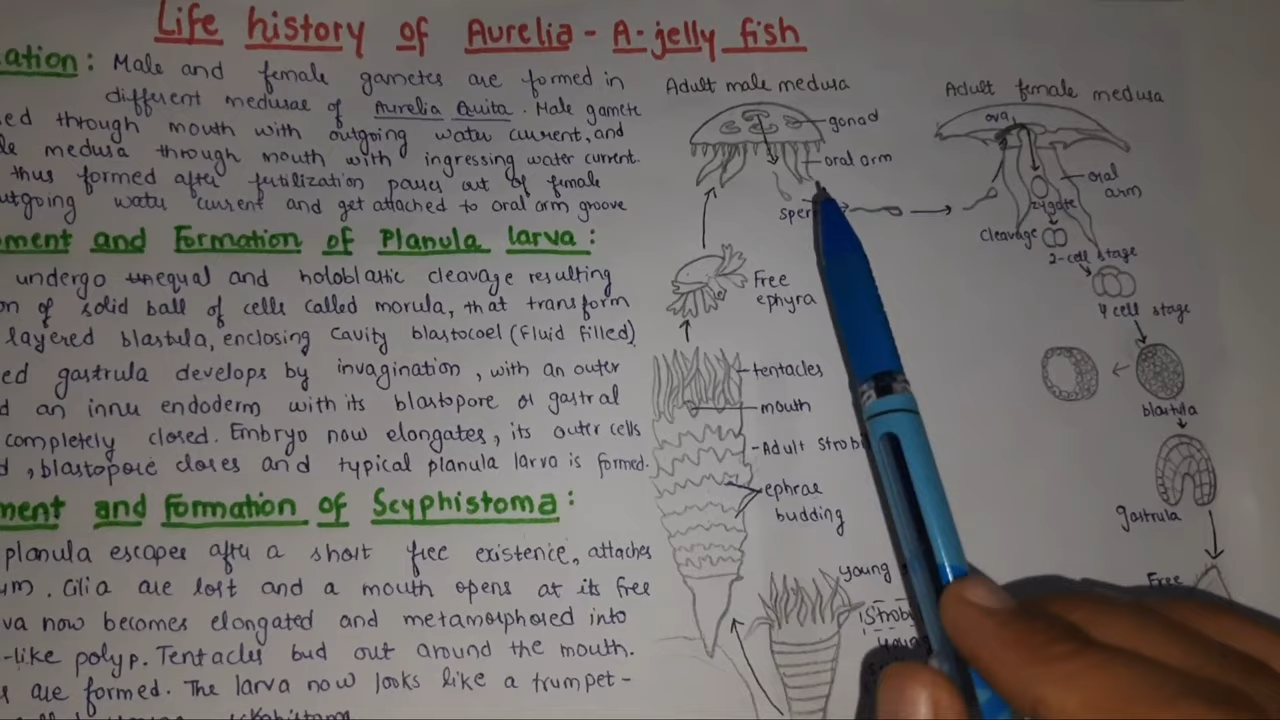 Life history of Aurelia - A- jelly fish
ation: Male and female gametes are formed in
different medusae of Aurelia Aurita. Male gamete
ed through mouth with outgoing water current, and
le medusa through mouth with ingressing water current.
thus formed after fertilization passes out of female
utgoing water current and get attached to oral arm groove
ment and Formation of Planula larva:
undergo unequal and holoblatic cleavage resulting
on of solid ball of cells called morula, that transform
layered blastula, enclosing cavity blastocoel (Fluid filled)
ed gastrula develops by invagination, with an outer
d an inner endoderm with its blastopore or gastral
completely closed. Embryo now elongates, its outer cells
d, blastopore closes and typical planula larva is formed.
ment and Formation of Scyphistoma:
planula escapes after a short free existence, attaches
um. Cilia are lost and a mouth opens at its free
va now becomes elongated and metamorphosed into
-like polyp. Tentacles bud out around the mouth.
are formed. The larva now looks like a trumpet-
Adult male medusa
gonad
oral arm
sper
Free
ephyra
tentacles
mouth
Adult strobi
ephrae
budding
young
Strob
Adult female medusa
ova
oral
arm
zygote
Cleavage
2-cell stage
4 cell stage
blastula
gastrula
Free